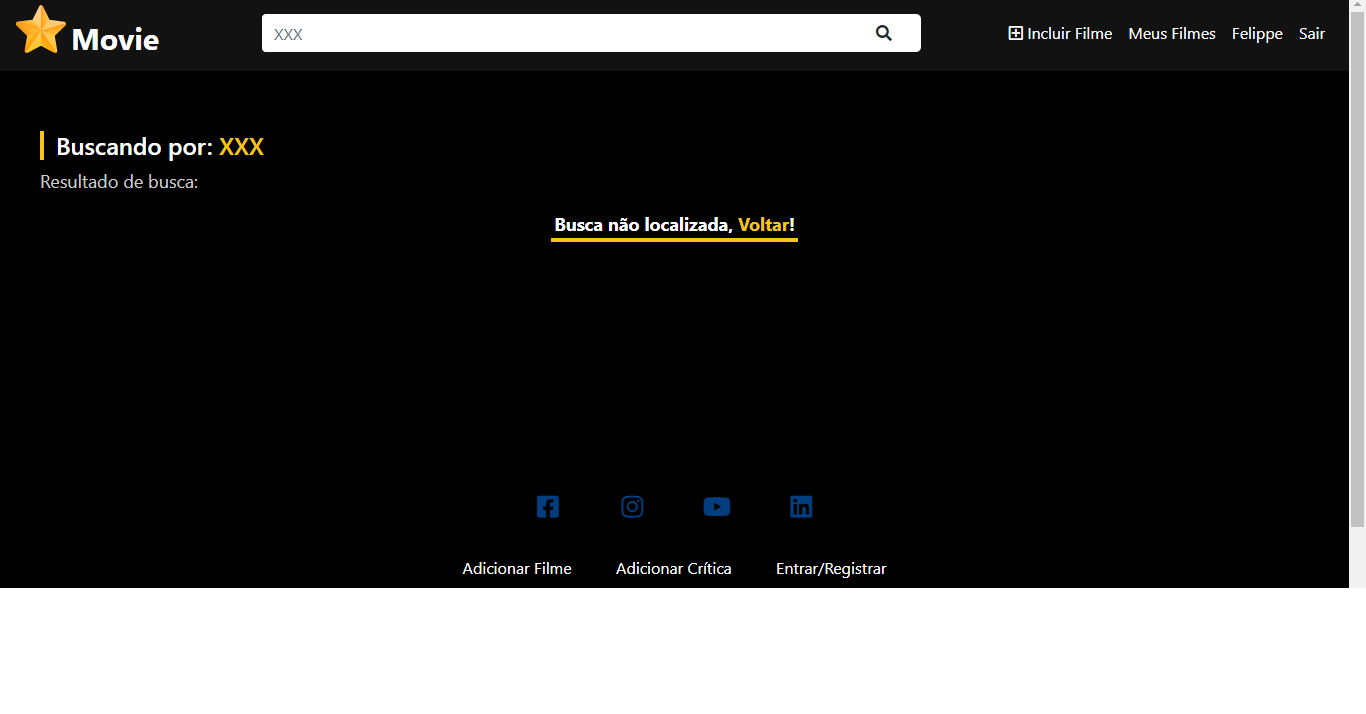 Movie
XXX
Incluir Filme Meus Filmes Felippe Sair
Buscando por: XXX
Resultado de busca:
Busca não localizada, Voltar!
Adicionar Filme Adicionar Crítica Entrar/Registrar